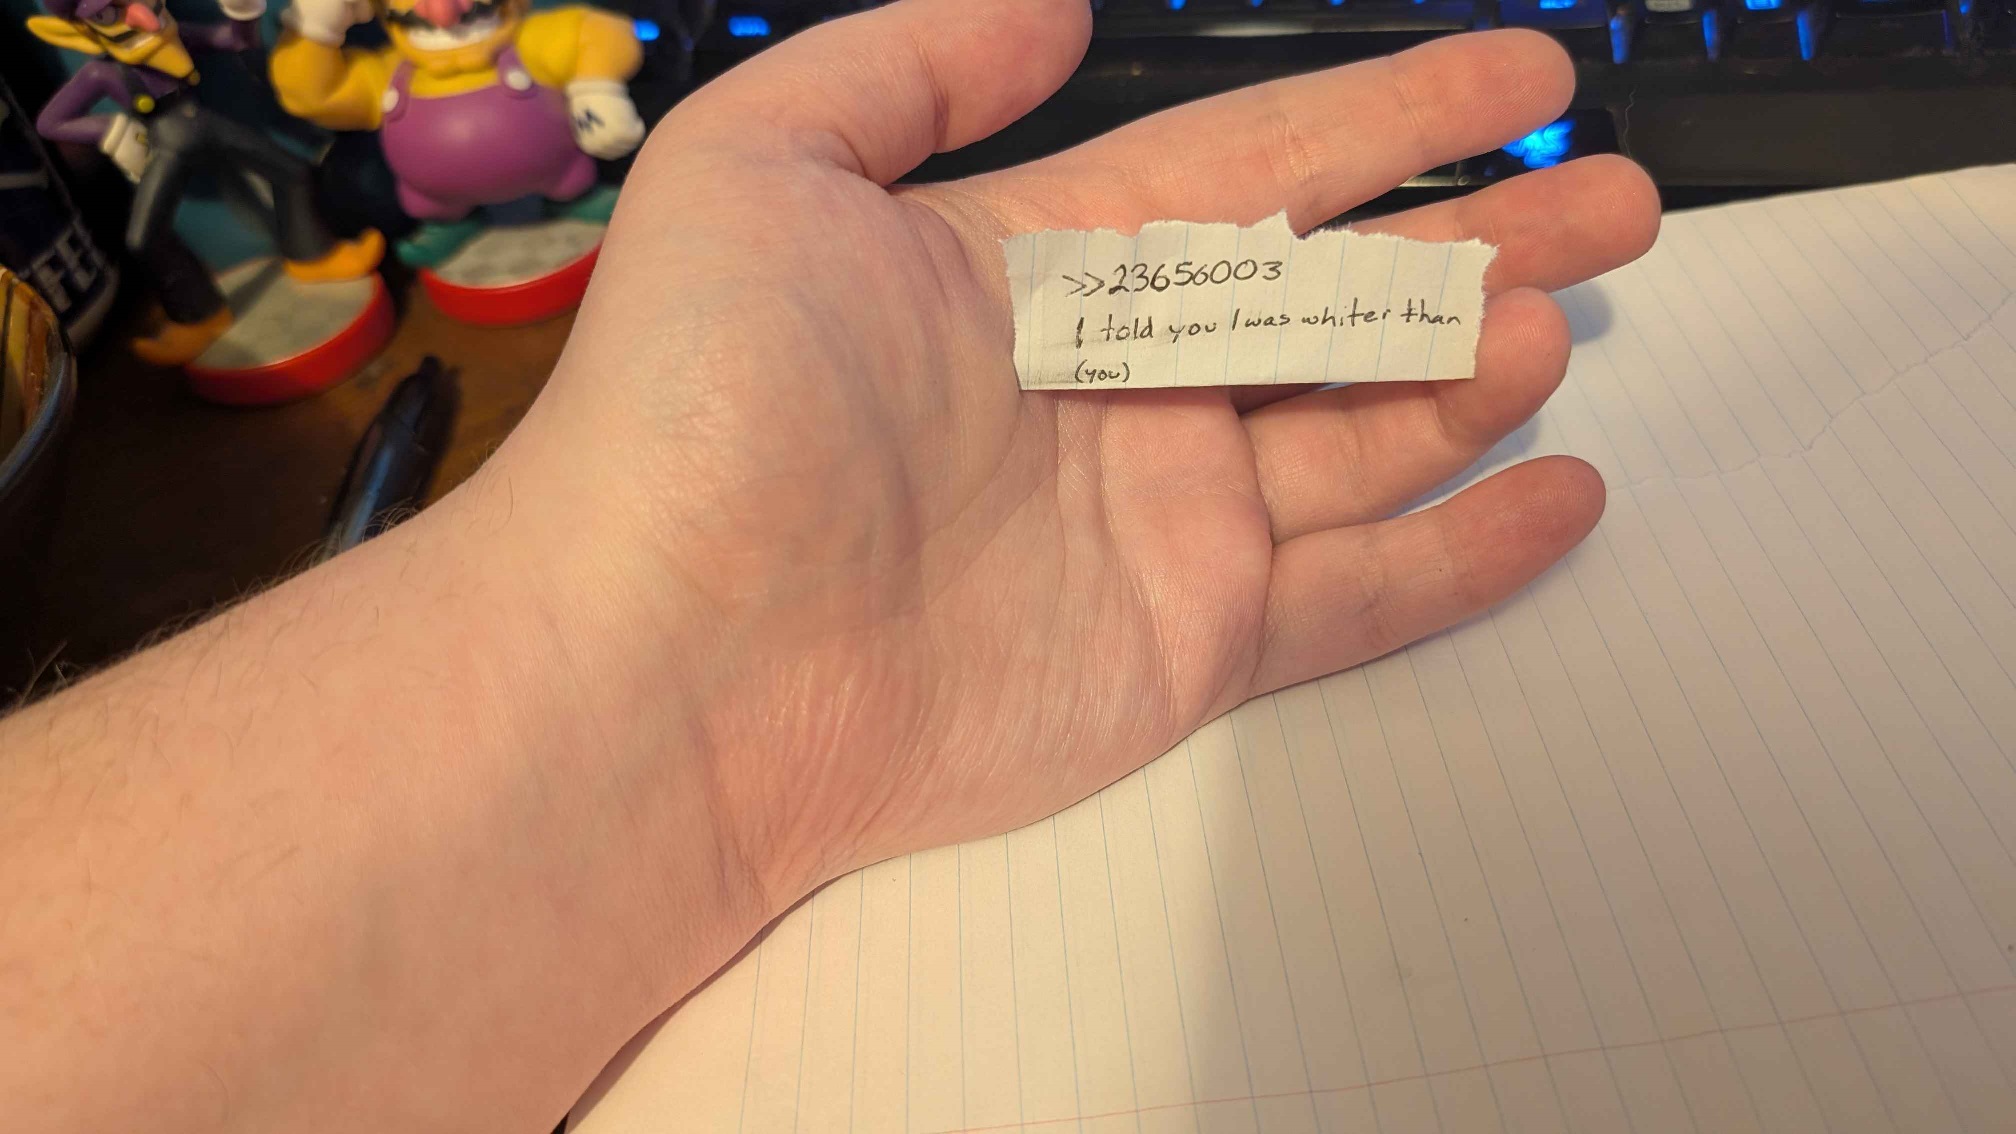 >>23656003
I told you I was whiter than
(you)